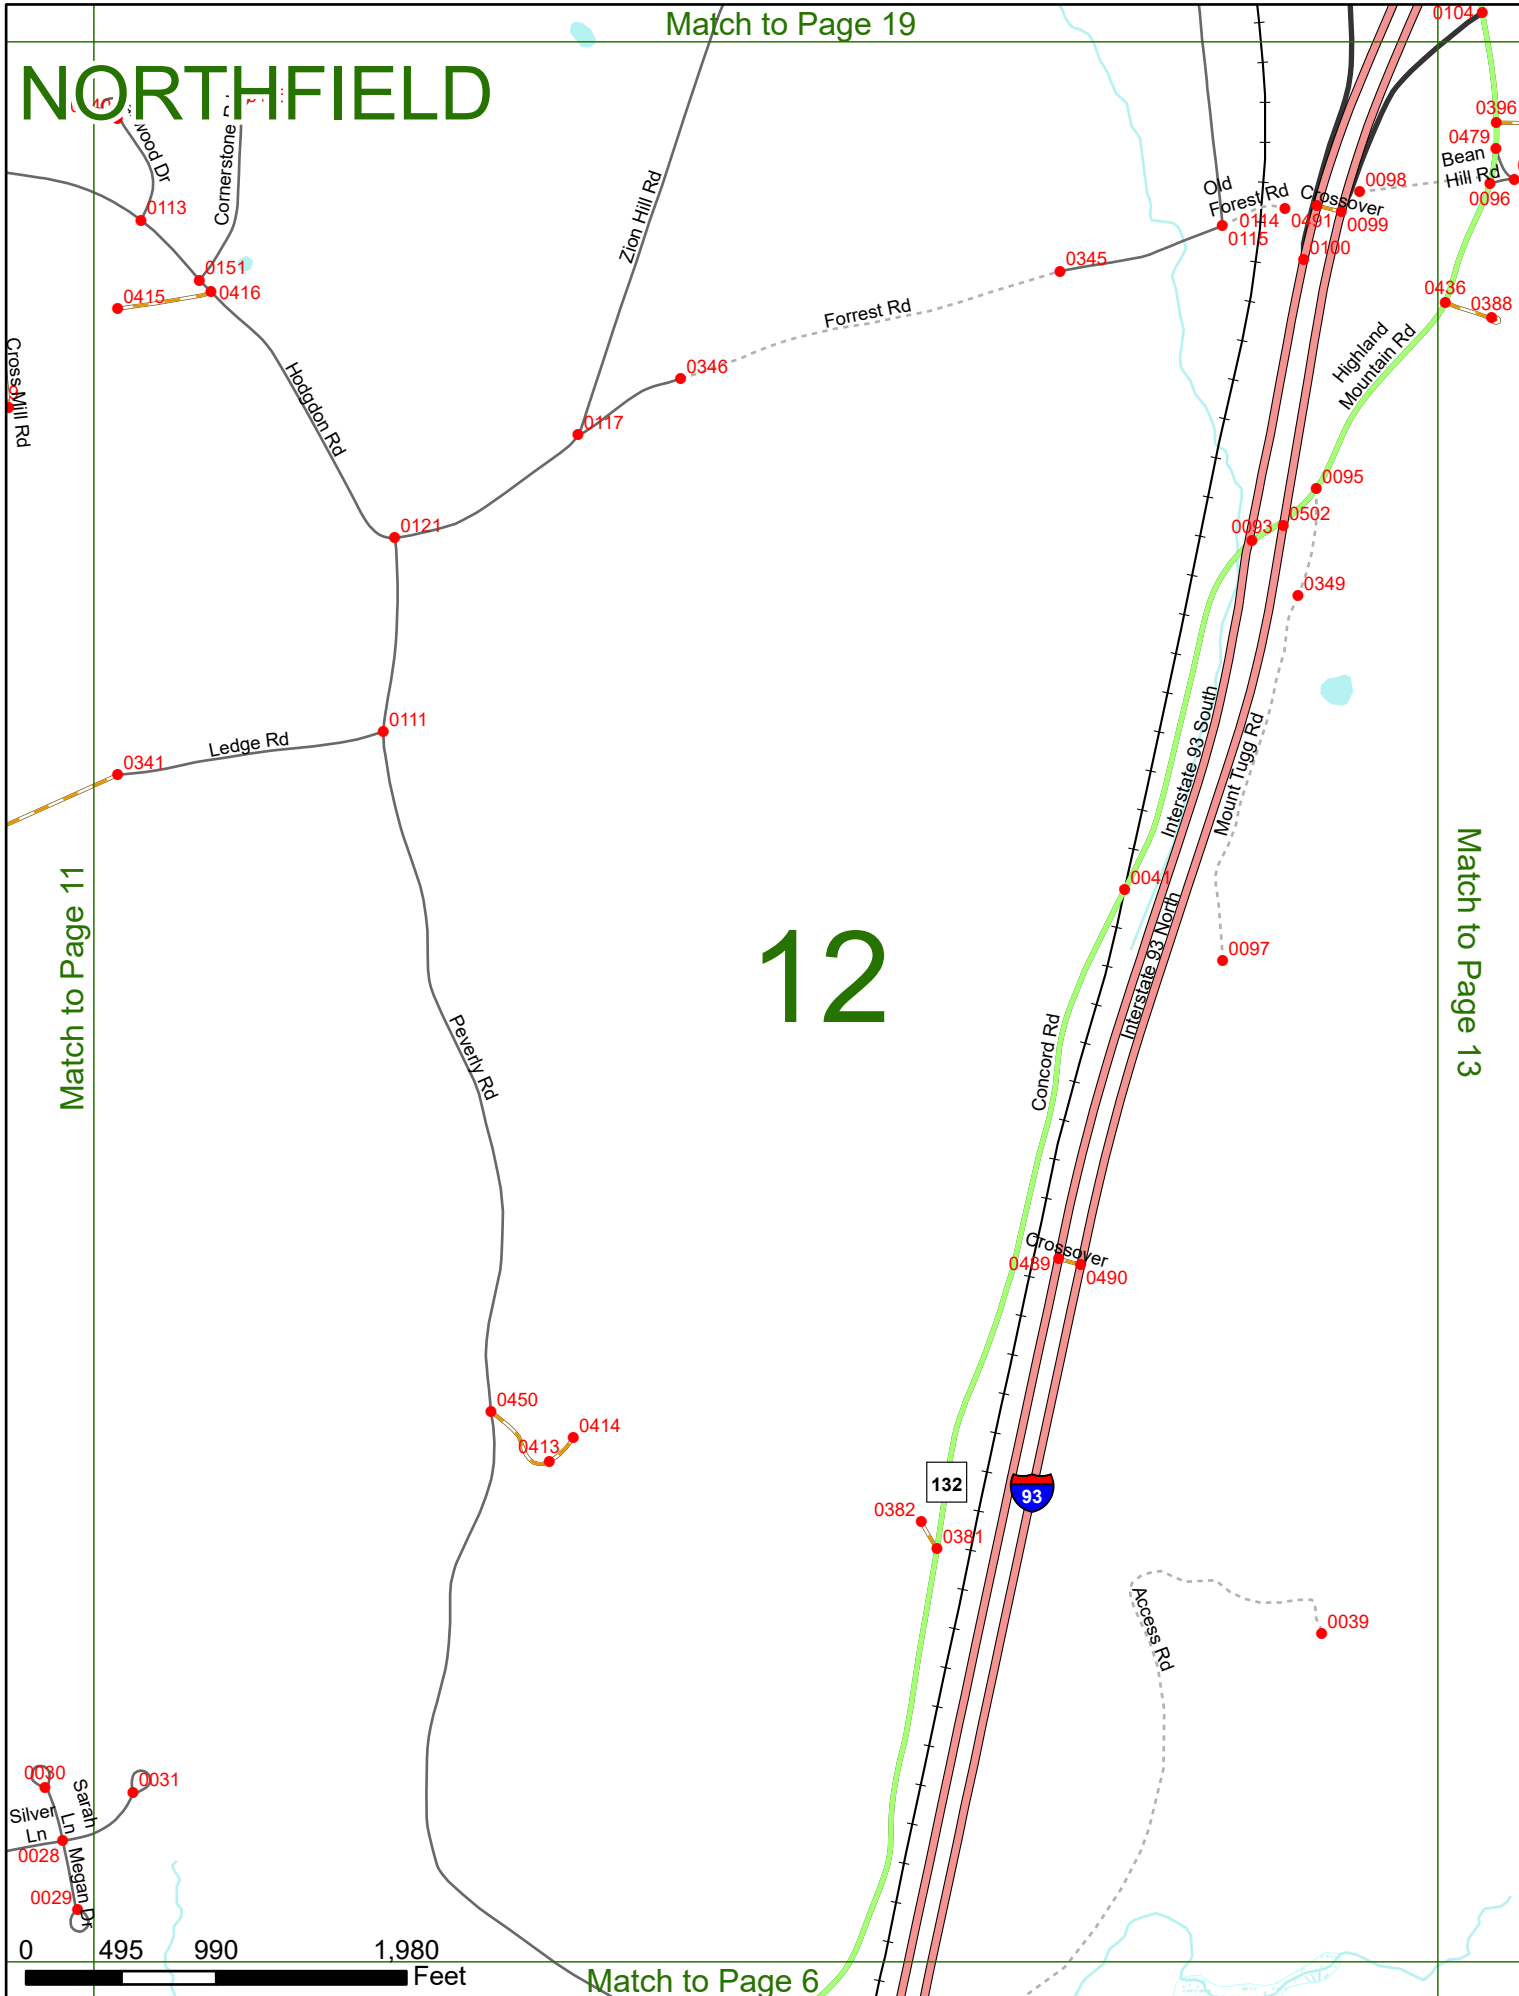 Match to Page 19
0104
NORTHFIELD
0396
0479
Bean
Hill Rd
0096
wood Dr
Cornerstone
0113
Zion Hill Rd
Old
Forest Rd
0114
0115
Crossover
0491
0098
0099
0100
0151
0416
0415
0345
Forrest Rd
0436
0388
Highland
Mountain Rd
Cross Mill Rd
Hodgdon Rd
0346
0117
0095
0502
0093
0121
0349
0111
Ledge Rd
0341
Interstate 93 South
Mount Tugg Rd
Match to Page 11
Match to Page 13
0041
12
0097
Interstate 93 North
Concord Rd
Peverly Rd
Crossover
0489
0490
0450
0413
0414
132
93
0382
0381
Access Rd
0039
0030
Sarah
Ln
0031
Silver
Ln
0028
Megan Dr
0029
0 495 990 1,980
Feet
Match to Page 6